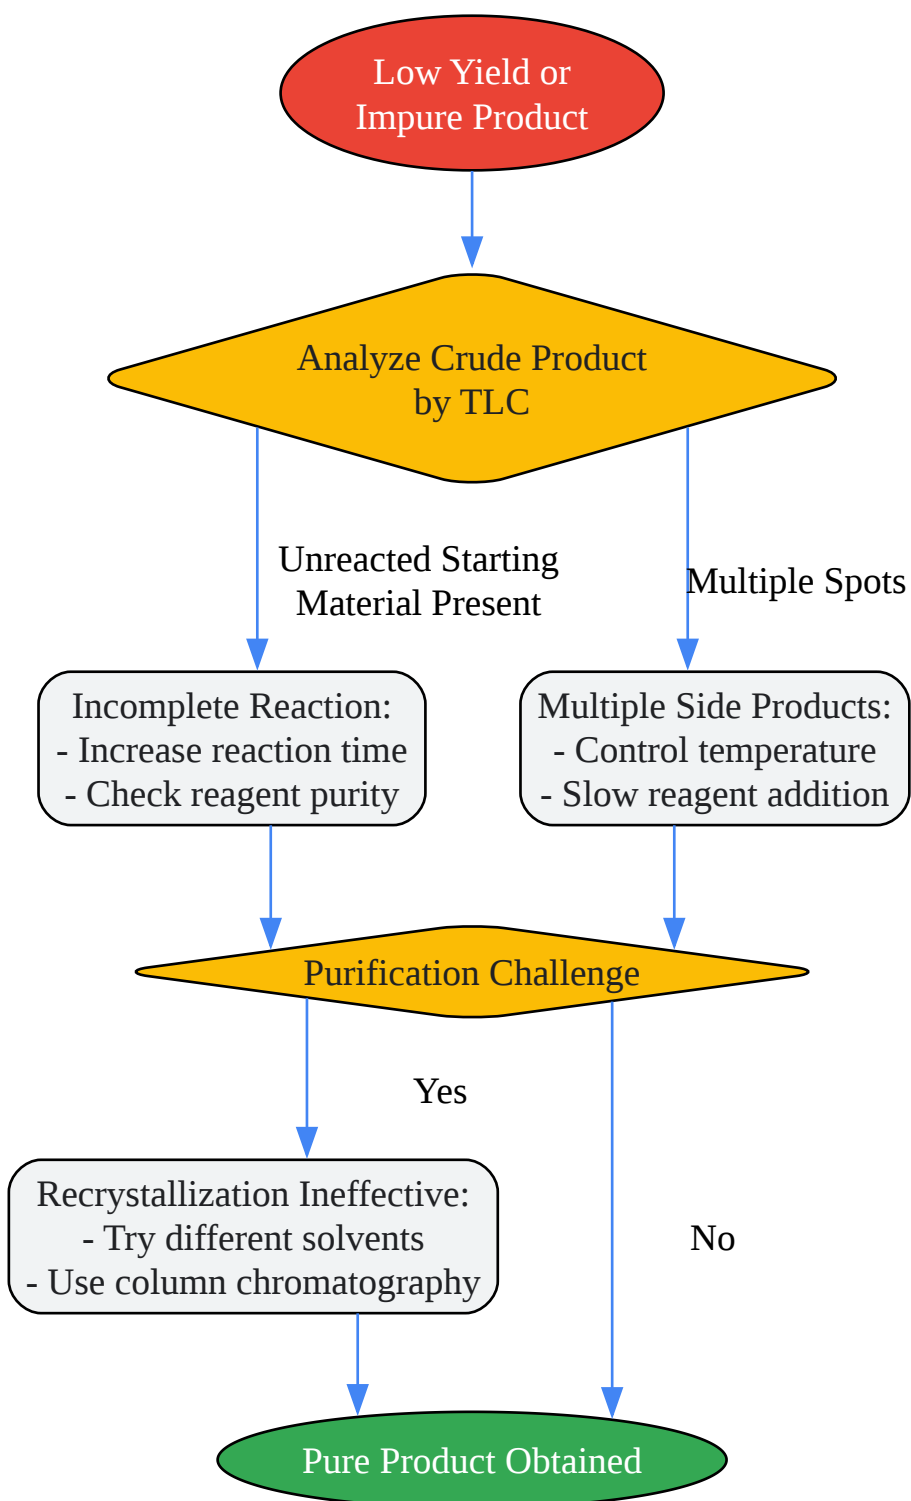 Low Yield or
Impure Product
Analyze Crude Product
by TLC
Unreacted Starting
Material Present
Multiple Spots
Incomplete Reaction:
- Increase reaction time
- Check reagent purity
Multiple Side Products:
- Control temperature
- Slow reagent addition
Purification Challenge
Yes
Recrystallization Ineffective:
- Try different solvents
- Use column chromatography
No
Pure Product Obtained